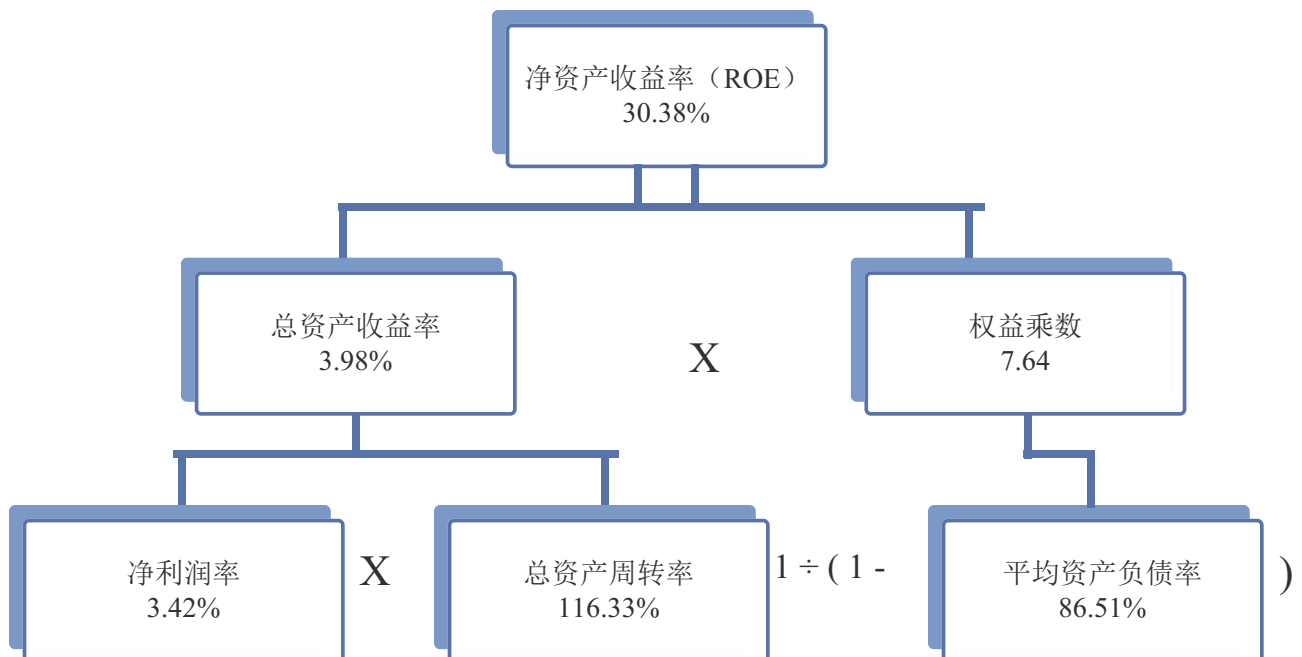 净资产收益率（ROE）
30.38%
总资产收益率
3.98%
X
权益乘数
7.64
净利润率
3.42%
X
总资产周转率
116.33%
1 ÷ ( 1 -
平均资产负债率
86.51%
)